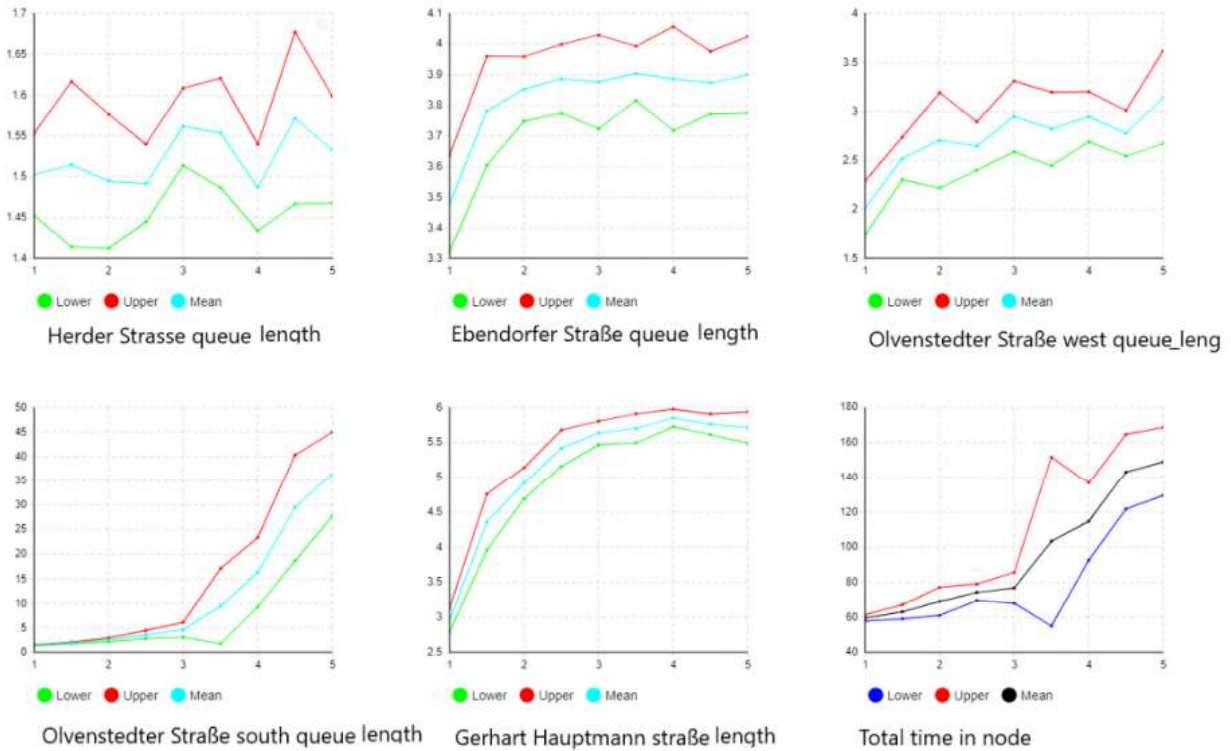 1.7
1.65
1.6
1.55
1.5
1.45
1.4
1 2 3 4 5
Lower Upper Mean
Herder Strasse queue length
4.1
4
3.9
3.8
3.7
3.6
3.5
3.4
3.3
1 2 3 4 5
Lower Upper Mean
Ebendorfer Straße queue length
4
3.5
3
2.5
2
1.5
1 2 3 4 5
Lower Upper Mean
Olvenstedter Straße west queue_leng
50
45
40
35
30
25
20
15
10
5
0
1 2 3 4 5
Lower Upper Mean
Olvenstedter Straße south queue length
6
5.5
5
4.5
4
3.5
3
2.5
1 2 3 4 5
Lower Upper Mean
Gerhart Hauptmann straße length
180
160
140
120
100
80
60
40
1 2 3 4 5
Lower Upper Mean
Total time in node